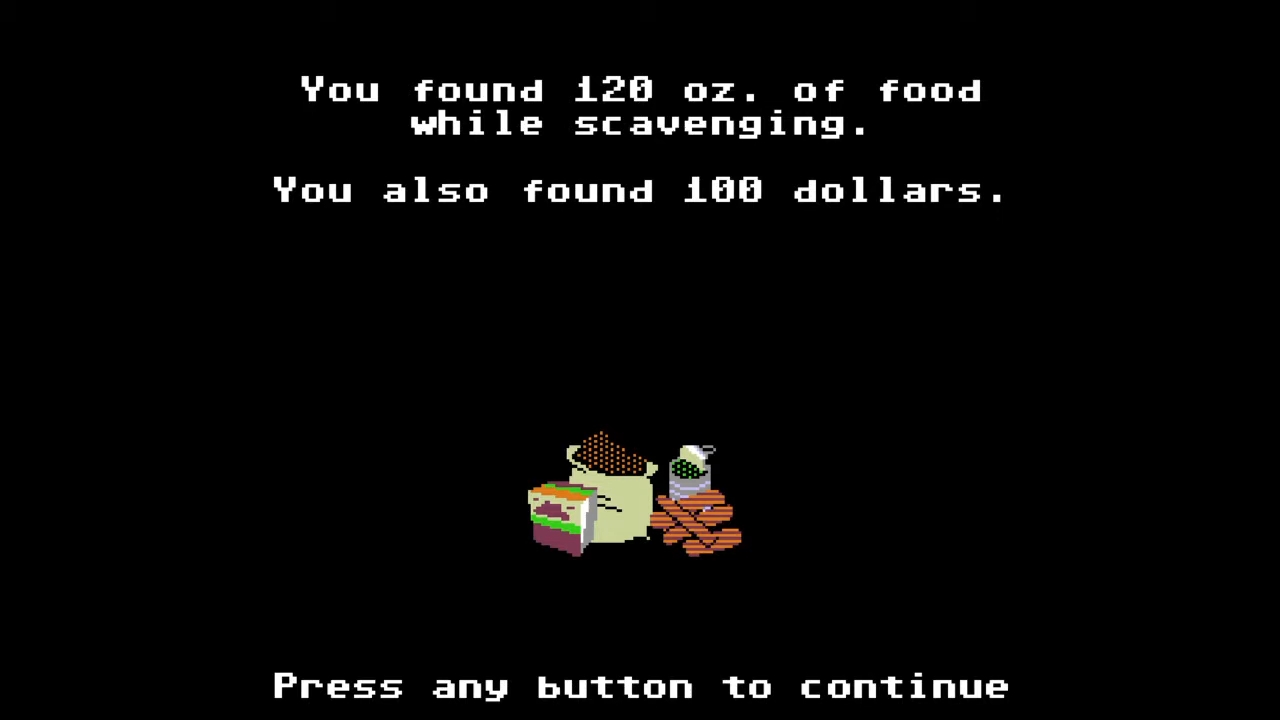 You found 120 oz. of food
while scavenging.
You also found 100 dollars.
Press any button to continue